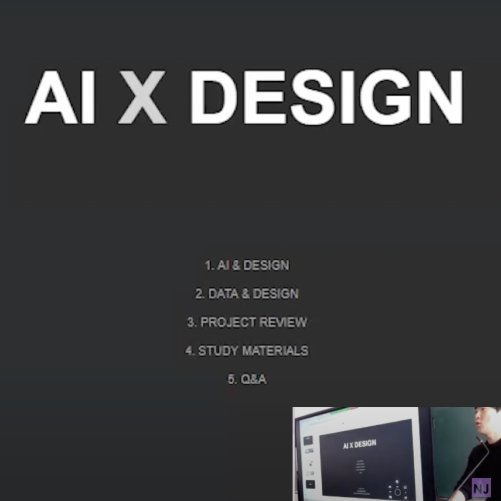 AI X DESIGN
1. AI & DESIGN
2. DATA & DESIGN
3. PROJECT REVIEW
4. STUDY MATERIALS
5. Q&A
AI X DESIGN
NJ